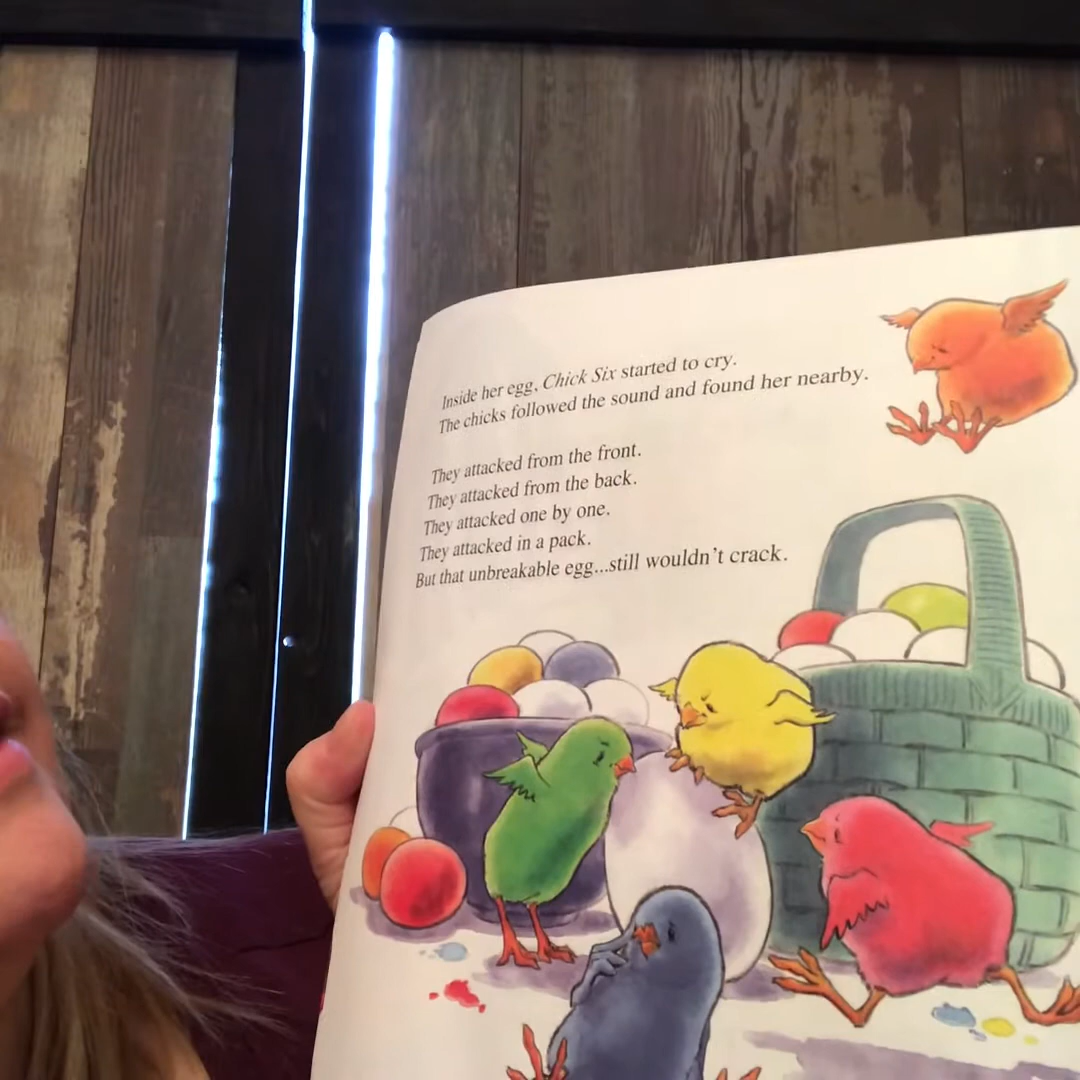 Inside her egg, Chick Six started to cry.
The chicks followed the sound and found her nearby.
They attacked from the front.
They attacked from the back.
They attacked one by one.
They attacked in a pack.
But that unbreakable egg...still wouldn't crack.